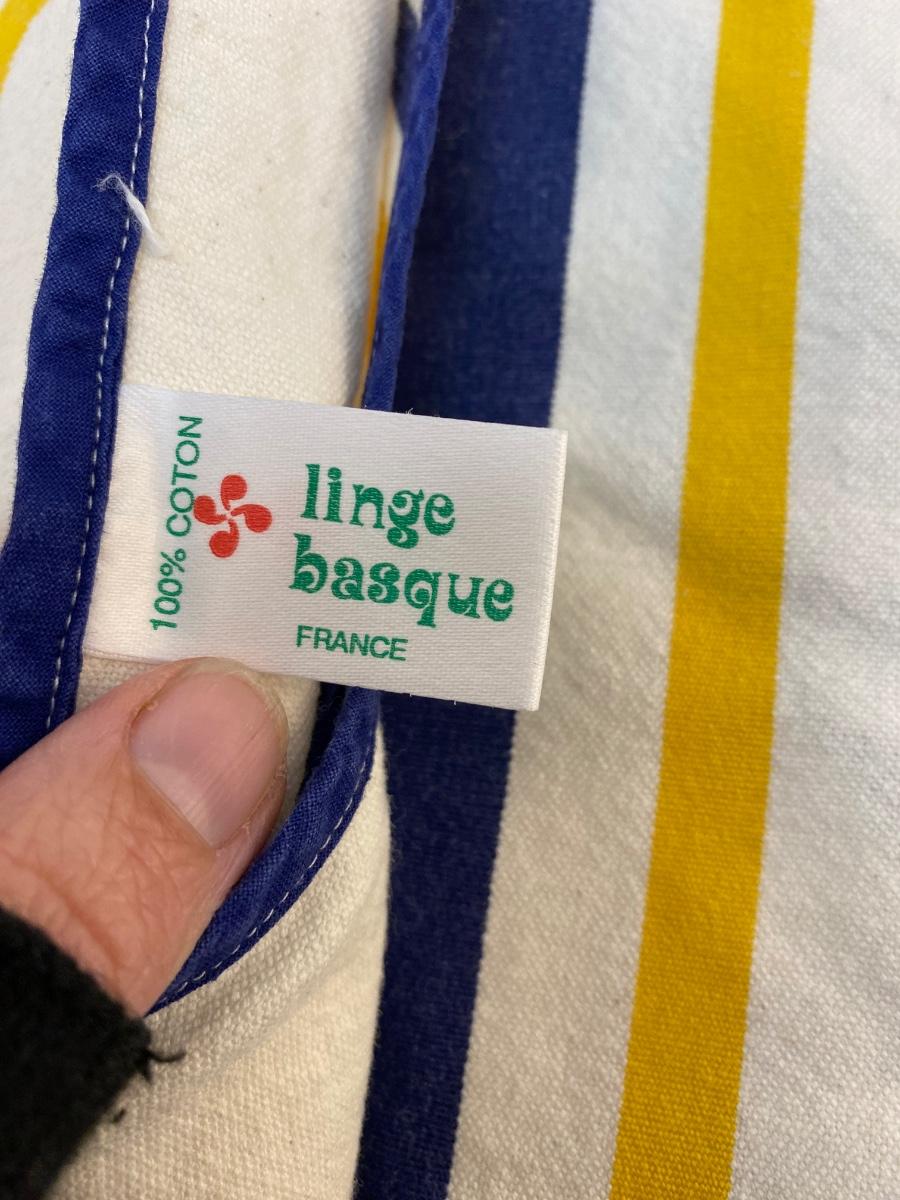 100% COTON
linge
basque
FRANCE